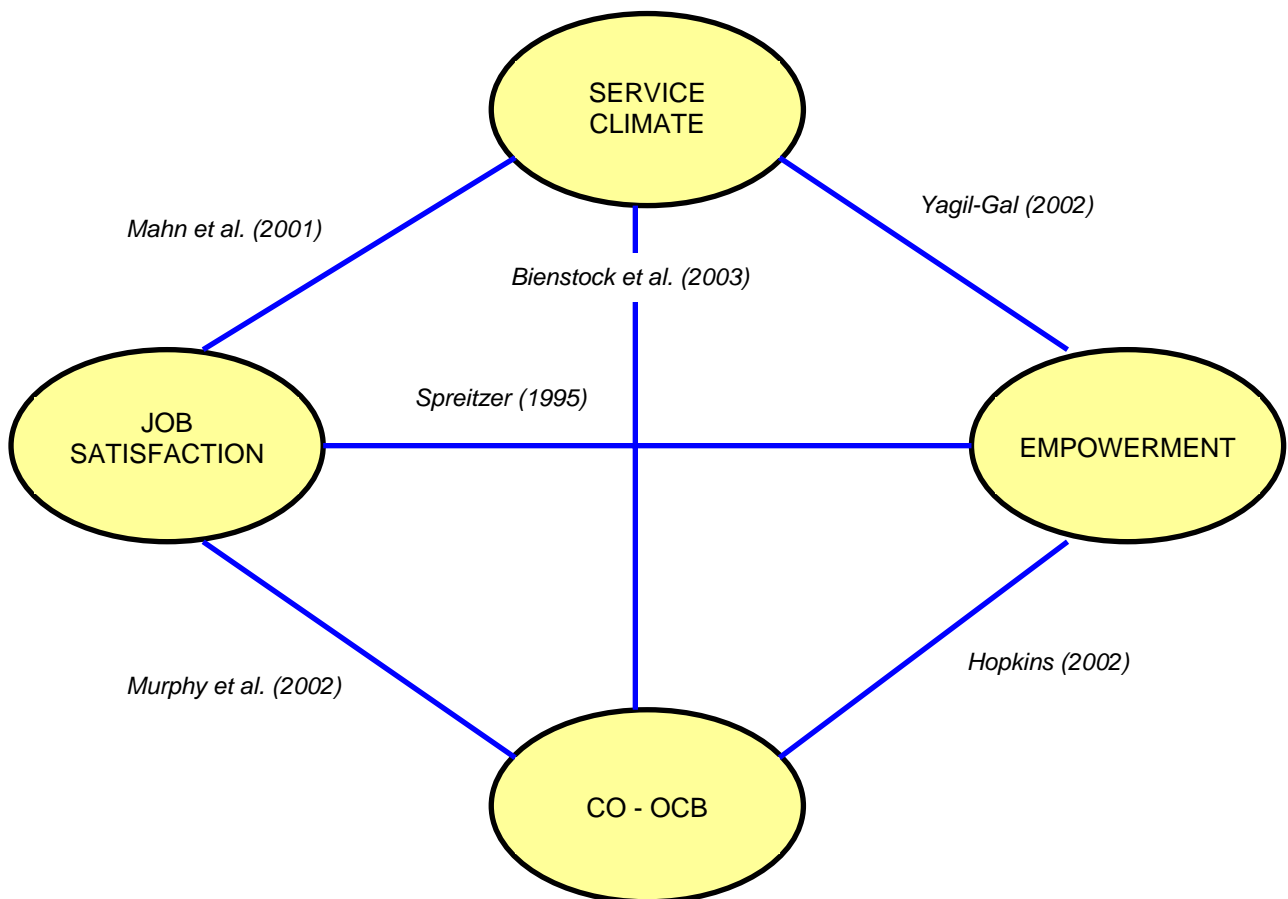 SERVICE
CLIMATE
Yagil-Gal (2002)
Mahn et al. (2001)
Bienstock et al. (2003)
Spreitzer (1995)
JOB
SATISFACTION
EMPOWERMENT
Hopkins (2002)
Murphy et al. (2002)
CO - OCB